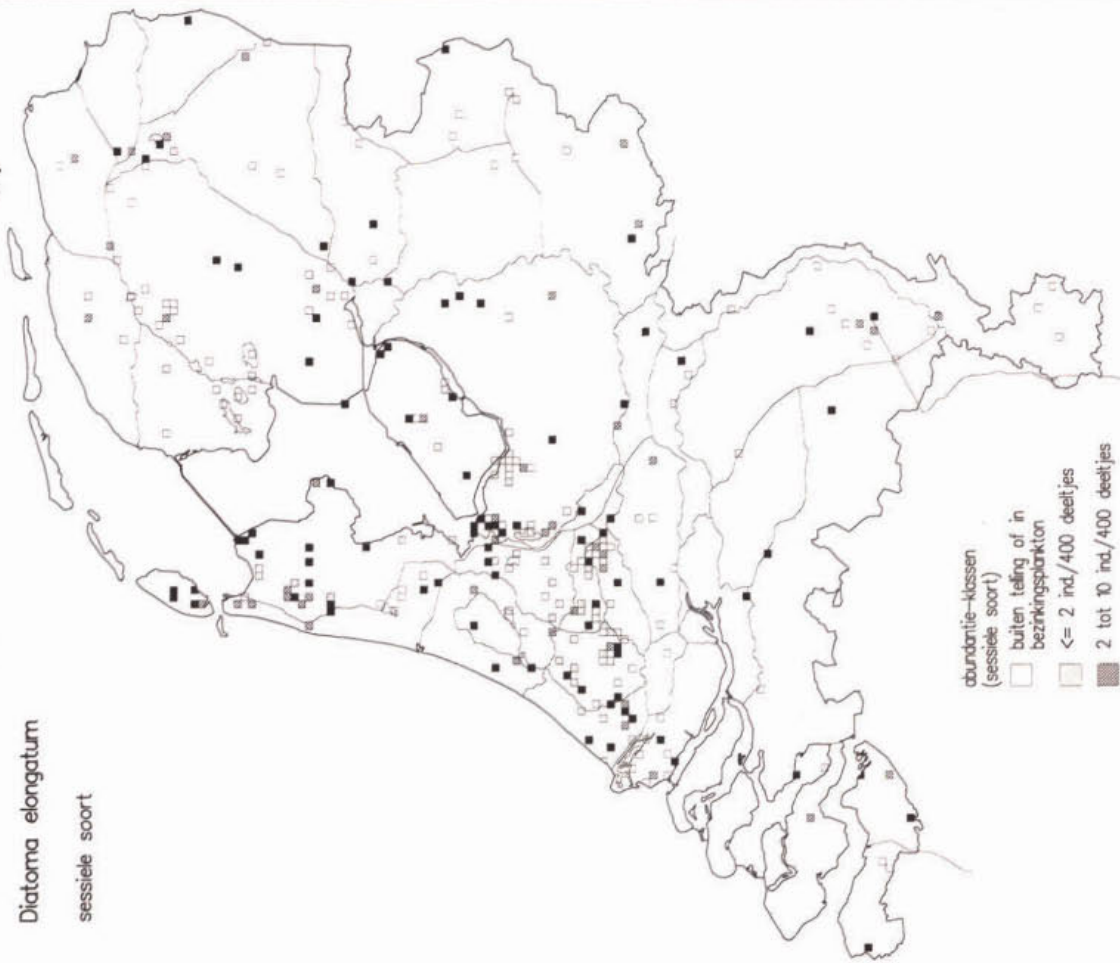 Diatoma elongatum
sessiele soort
abundantie-klassen
(sessiele soort)
buiten telling of in
bezinkingsplankton
<= 2 ind./400 deeltjes
2 tot 10 ind./400 deeltjes